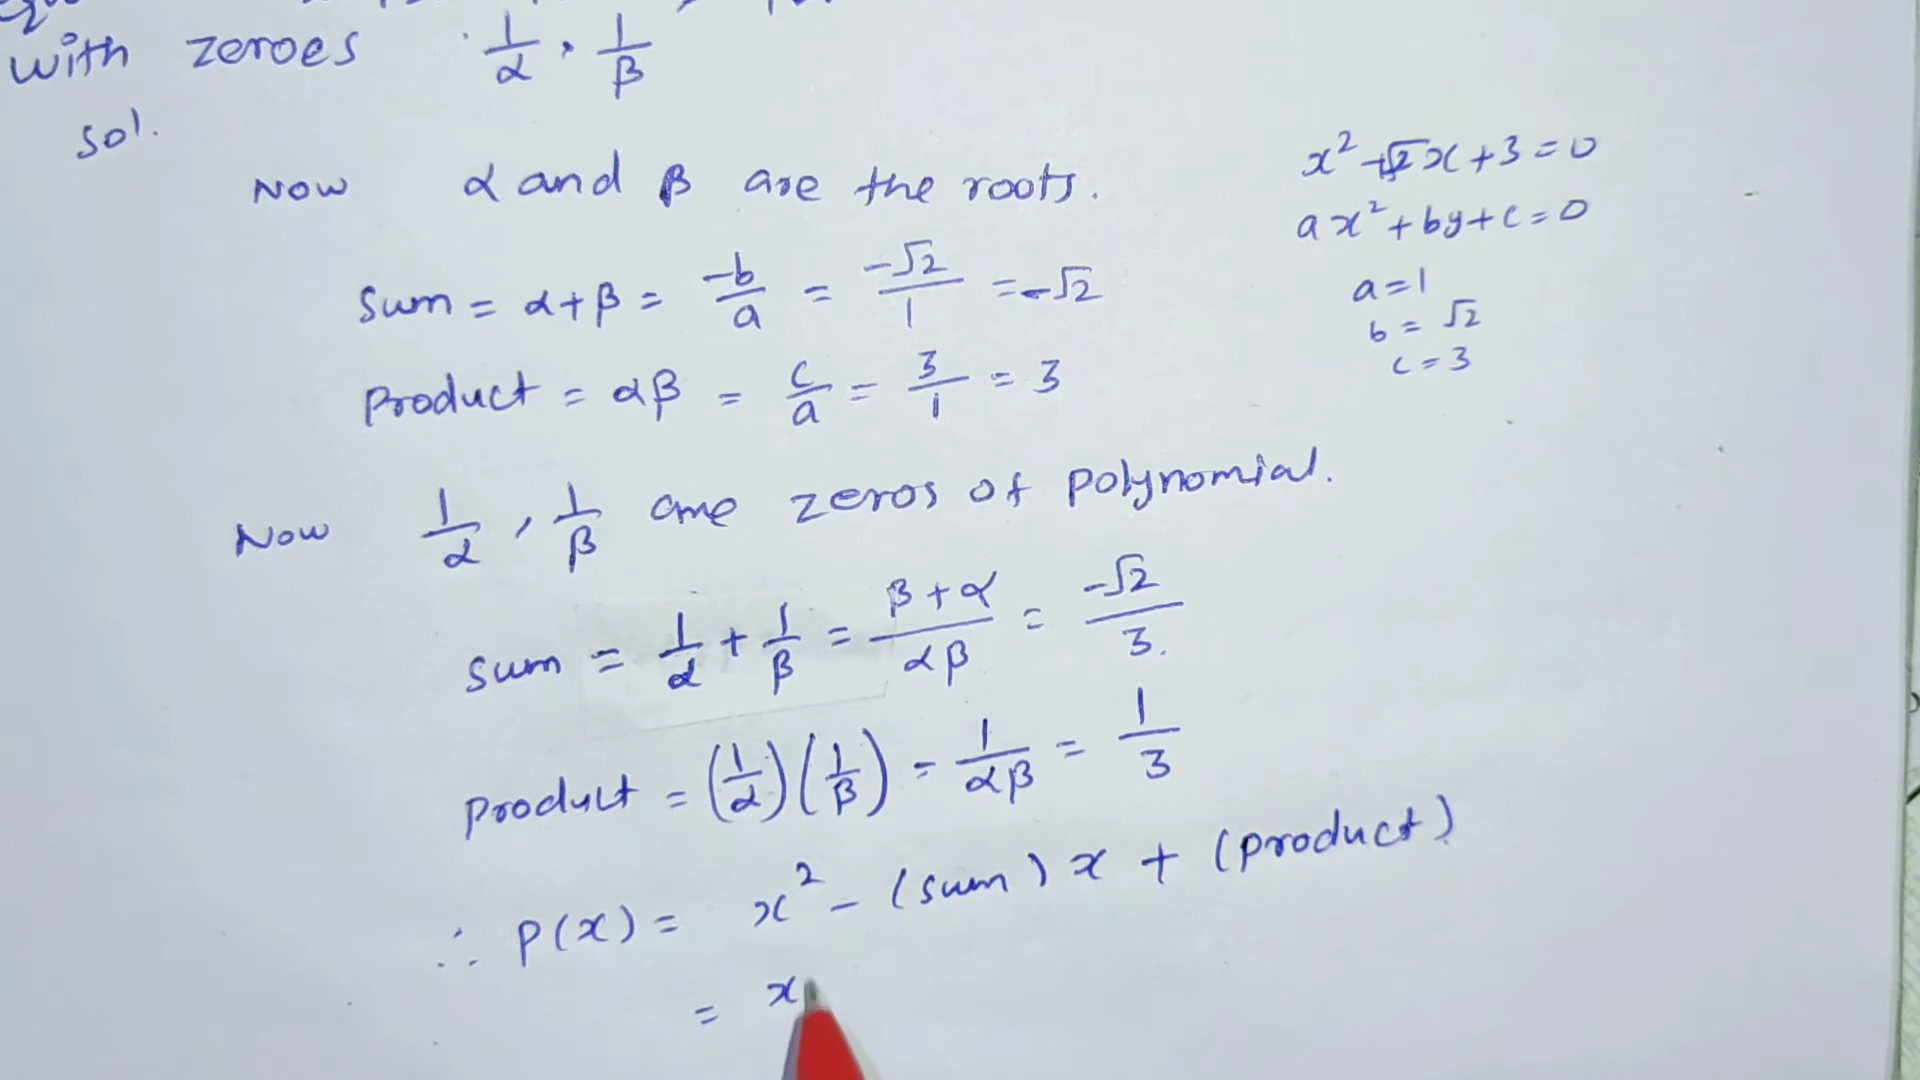 with zeroes 1/α, 1/β
Sol.
Now α and β are the roots.
Sum = α+β = -b/a = -√2/1 = -√2
Product = αβ = c/a = 3/1 = 3
x² +√2x+3=0
ax²+by+c=0
a=1
b=√2
c=3
Now 1/α, 1/β are zeros of polynomial.
Sum = 1/α + 1/β = β+α/αβ = -√2/3.
Product = (1/α)(1/β) = 1/αβ = 1/3
∴ P(x) = x² - (sum)x + (product)
= x